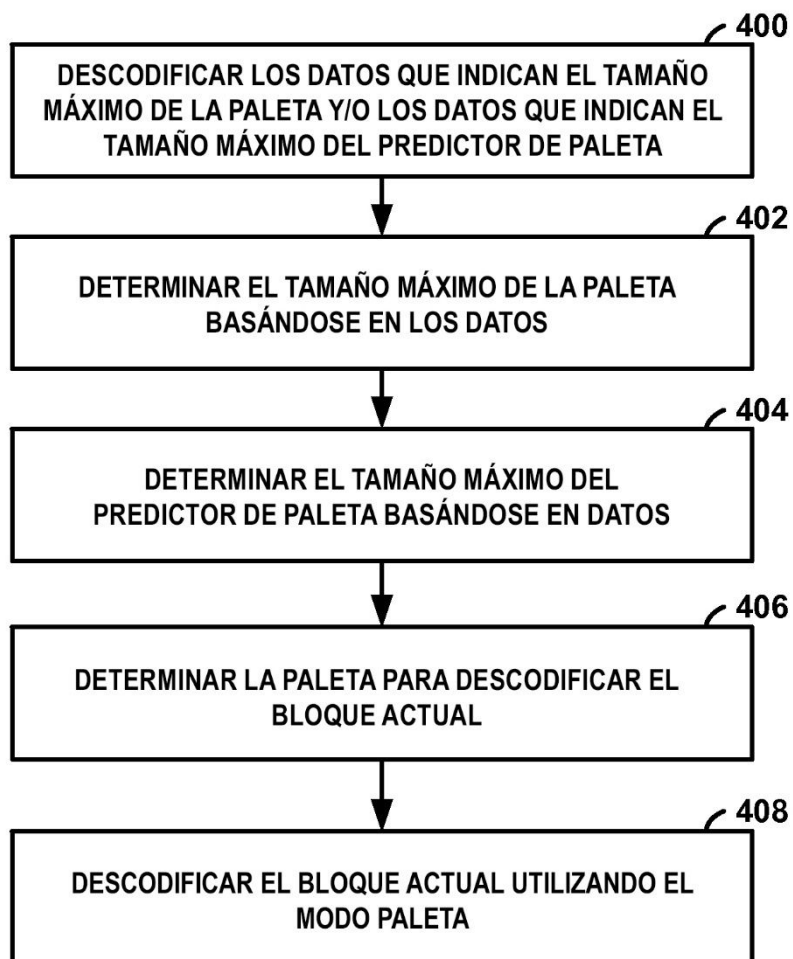 400
DESCODIFICAR LOS DATOS QUE INDICAN EL TAMAÑO
MÁXIMO DE LA PALETA Y/O LOS DATOS QUE INDICAN EL
TAMAÑO MÁXIMO DEL PREDICTOR DE PALETA
402
DETERMINAR EL TAMAÑO MÁXIMO DE LA PALETA
BASÁNDOSE EN LOS DATOS
404
DETERMINAR EL TAMAÑO MÁXIMO DEL
PREDICTOR DE PALETA BASÁNDOSE EN DATOS
406
DETERMINAR LA PALETA PARA DESCODIFICAR EL
BLOQUE ACTUAL
408
DESCODIFICAR EL BLOQUE ACTUAL UTILIZANDO EL
MODO PALETA